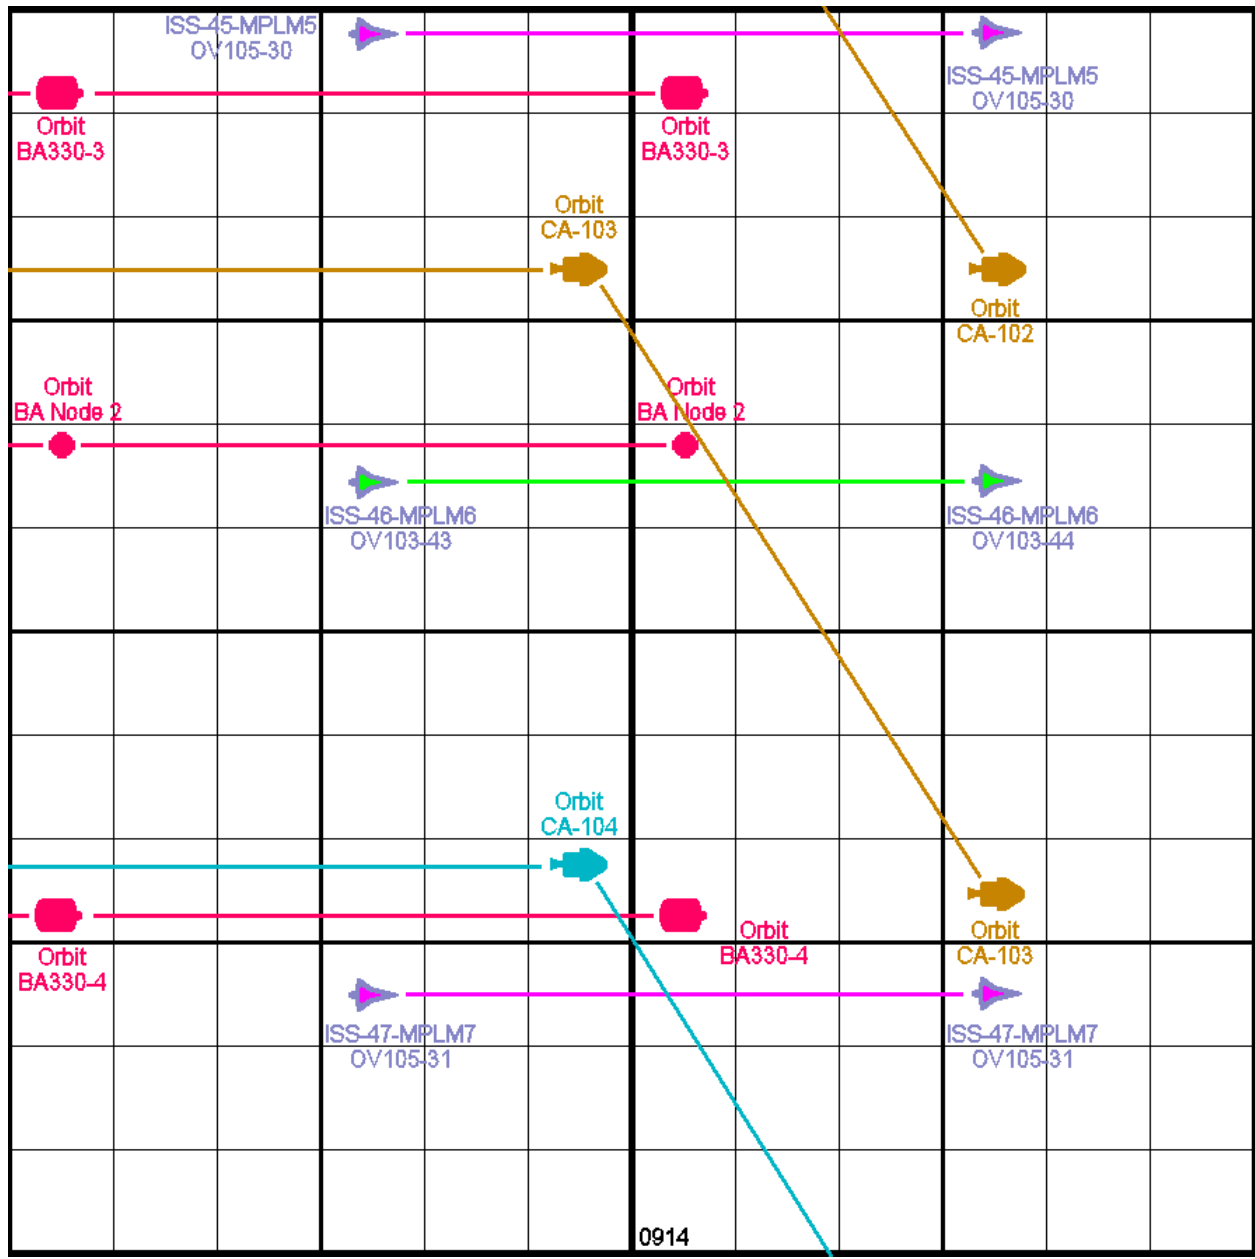 ISS-45-MPLM5
OV105-30
ISS-45-MPLM5
OV105-30
Orbit
BA330-3
Orbit
BA330-3
Orbit
CA-103
Orbit
CA-102
Orbit
BA Node 2
Orbit
BA Node 2
ISS-46-MPLM6
OV103-43
ISS-46-MPLM6
OV103-44
Orbit
CA-104
Orbit
BA330-4
Orbit
BA330-4
Orbit
CA-103
ISS-47-MPLM7
OV105-31
ISS-47-MPLM7
OV105-31
0914